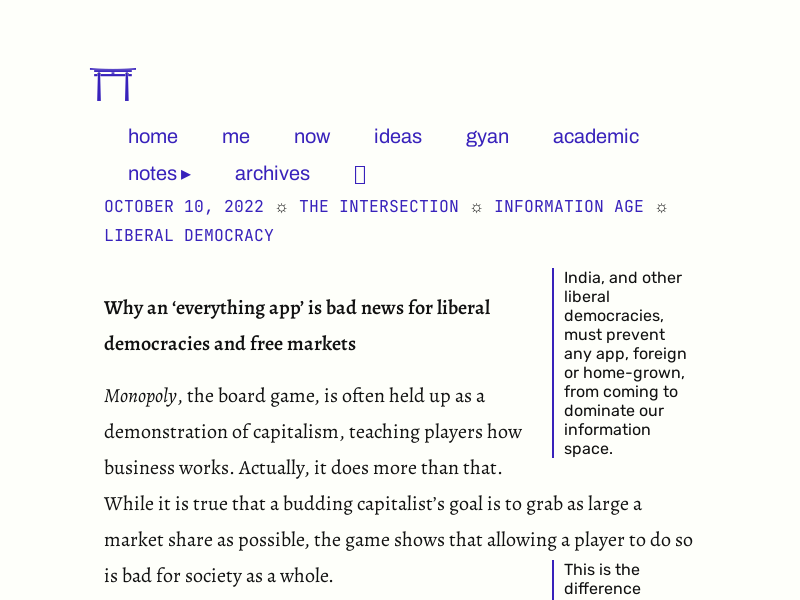 home me now ideas gyan academic
notes▸ archives
OCTOBER 10, 2022 ☼ THE INTERSECTION ☼ INFORMATION AGE ☼
LIBERAL DEMOCRACY
Why an ‘everything app’ is bad news for liberal
democracies and free markets
Monopoly, the board game, is often held up as a
demonstration of capitalism, teaching players how
business works. Actually, it does more than that.
While it is true that a budding capitalist’s goal is to grab as large a
market share as possible, the game shows that allowing a player to do so
is bad for society as a whole.
India, and other
liberal
democracies,
must prevent
any app, foreign
or home-grown,
from coming to
dominate our
information
space.
This is the
difference